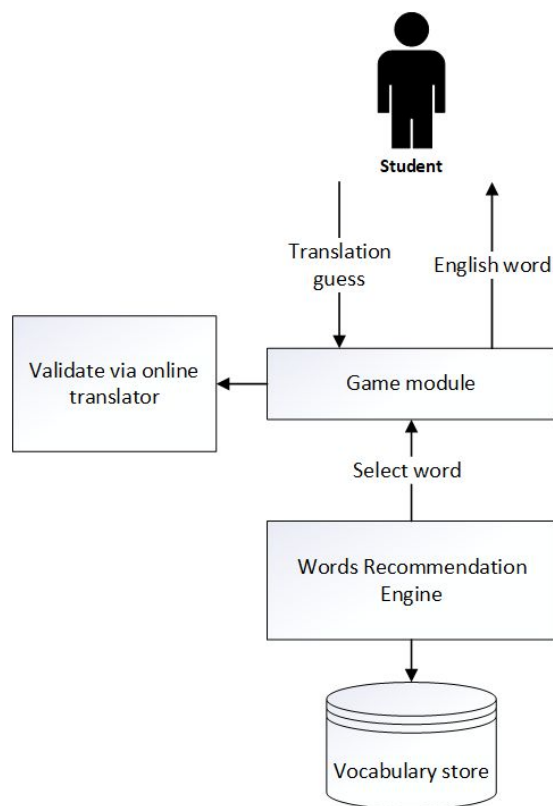 Student
Translation
guess
English word
Validate via online
translator
Game module
Select word
Words Recommendation
Engine
Vocabulary store